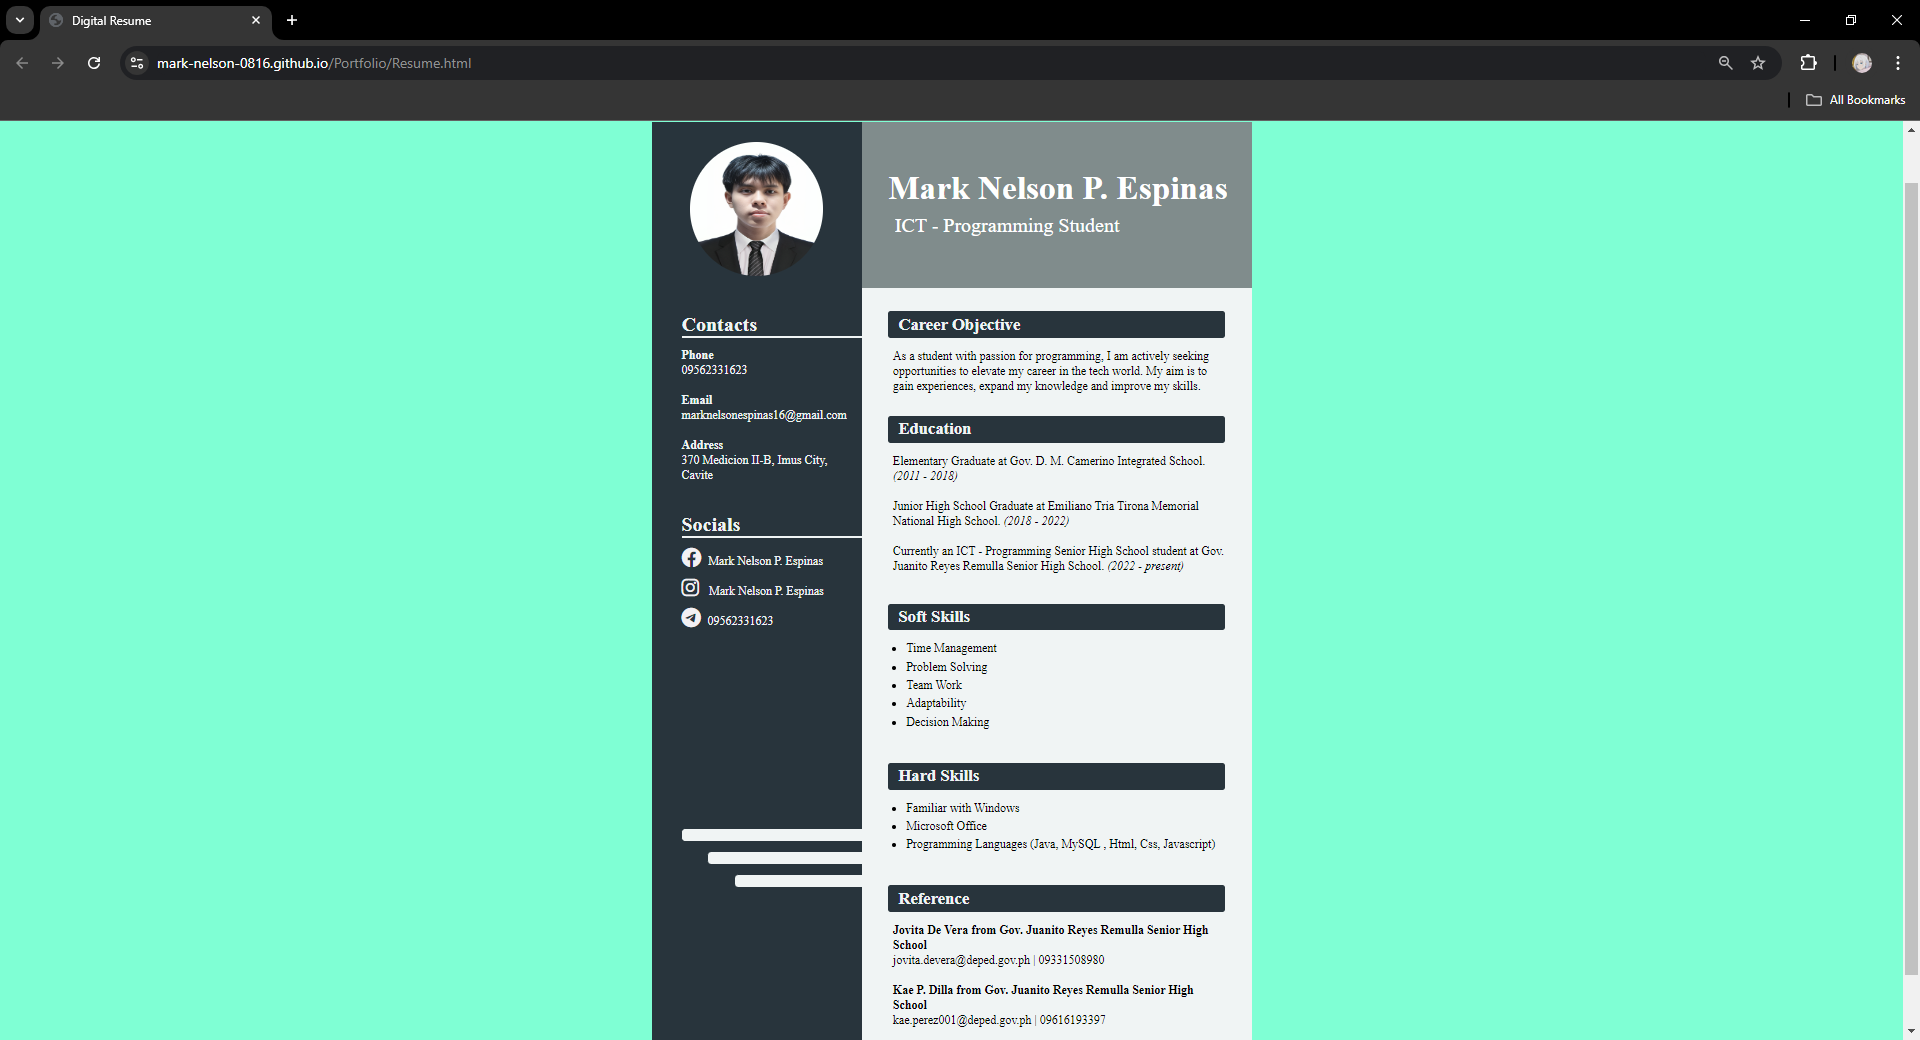 Digital Resume
mark-nelson-0816.github.io/Portfolio/Resume.html
All Bookmarks
Mark Nelson P. Espinas
ICT - Programming Student
Contacts
Phone
09562331623
Email
marknelsonespinas16@gmail.com
Address
370 Medicion II-B, Imus City,
Cavite
Socials
Mark Nelson P. Espinas
Mark Nelson P. Espinas
09562331623
Career Objective
As a student with passion for programming, I am actively seeking
opportunities to elevate my career in the tech world. My aim is to
gain experiences, expand my knowledge and improve my skills.
Education
Elementary Graduate at Gov. D. M. Camerino Integrated School.
(2011 - 2018)
Junior High School Graduate at Emiliano Tria Tirona Memorial
National High School. (2018 - 2022)
Currently an ICT - Programming Senior High School student at Gov.
Juanito Reyes Remulla Senior High School. (2022 - present)
Soft Skills
• Time Management
• Problem Solving
• Team Work
• Adaptability
• Decision Making
Hard Skills
• Familiar with Windows
• Microsoft Office
• Programming Languages (Java, MySQL , Html, Css, Javascript)
Reference
Jovita De Vera from Gov. Juanito Reyes Remulla Senior High
School
jovita.devera@deped.gov.ph | 09331508980
Kae P. Dilla from Gov. Juanito Reyes Remulla Senior High
School
kae.perez001@deped.gov.ph | 09616193397